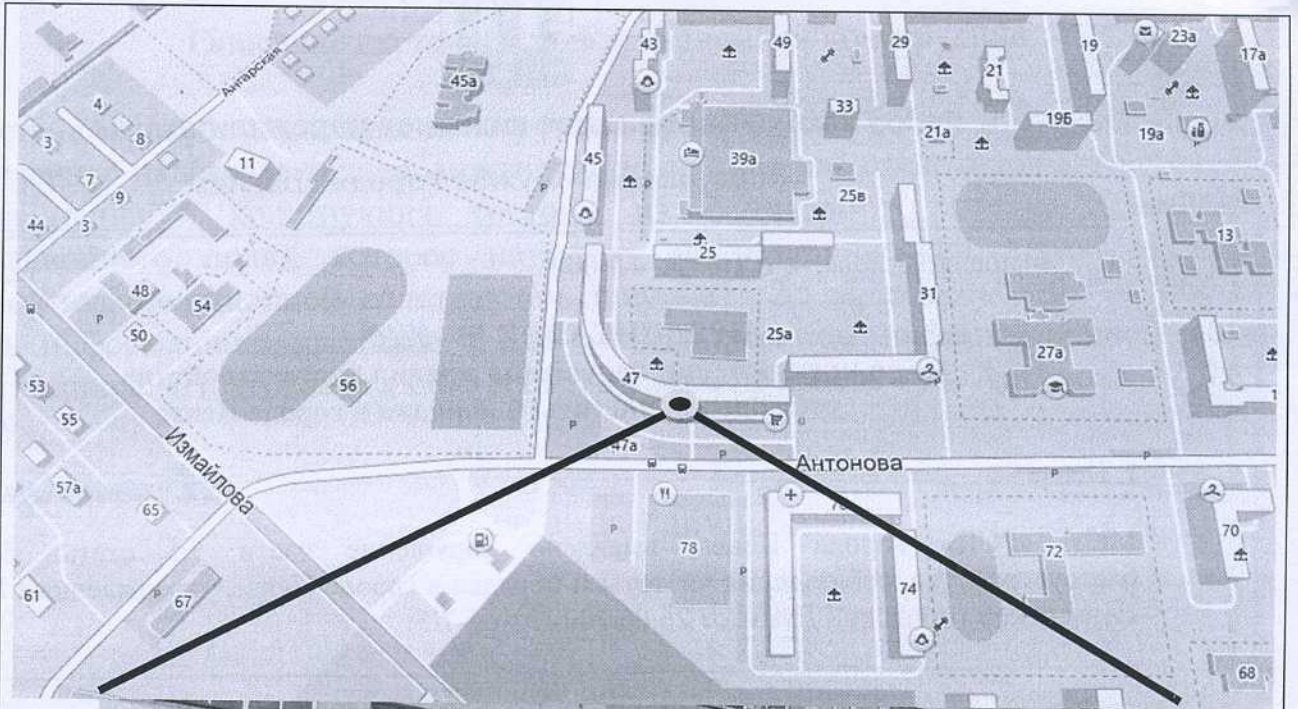 43
49
29
19
23а
17а
Ангарская
45а
4
3
8
33
19Б
11
45
39а
21
21а
19а
7
9
25в
44
3
13
25
48
54
31
50
25а
27а
53
56
47
55
Измайлова
47а
Антонова
57а
65
78
72
70
61
67
74
68
Р
Р
Р
Р
Р
Р
Р
Р
Р
Р
Р